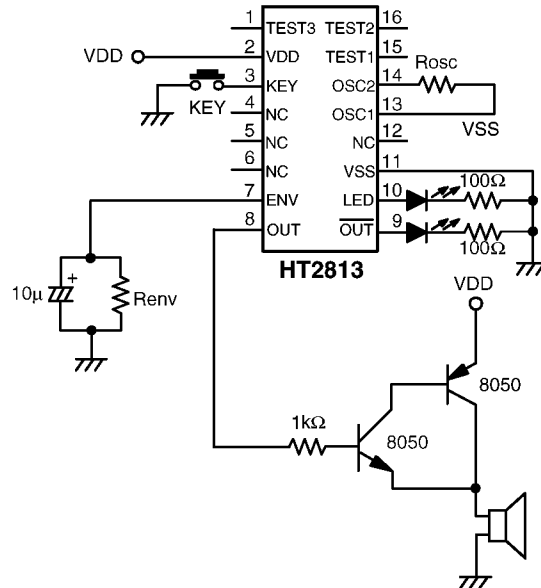 1 TEST3 TEST2 16
VDD 2 VDD TEST1 15
3 KEY OSC2 14 Rosc
KEY
4 NC OSC1 13
VSS
5 NC NC 12
6 NC VSS 11
7 ENV LED 10 100Ω
8 OUT OUT 9 100Ω
HT2813
10μ + Renv
VDD
8050
1kΩ
8050